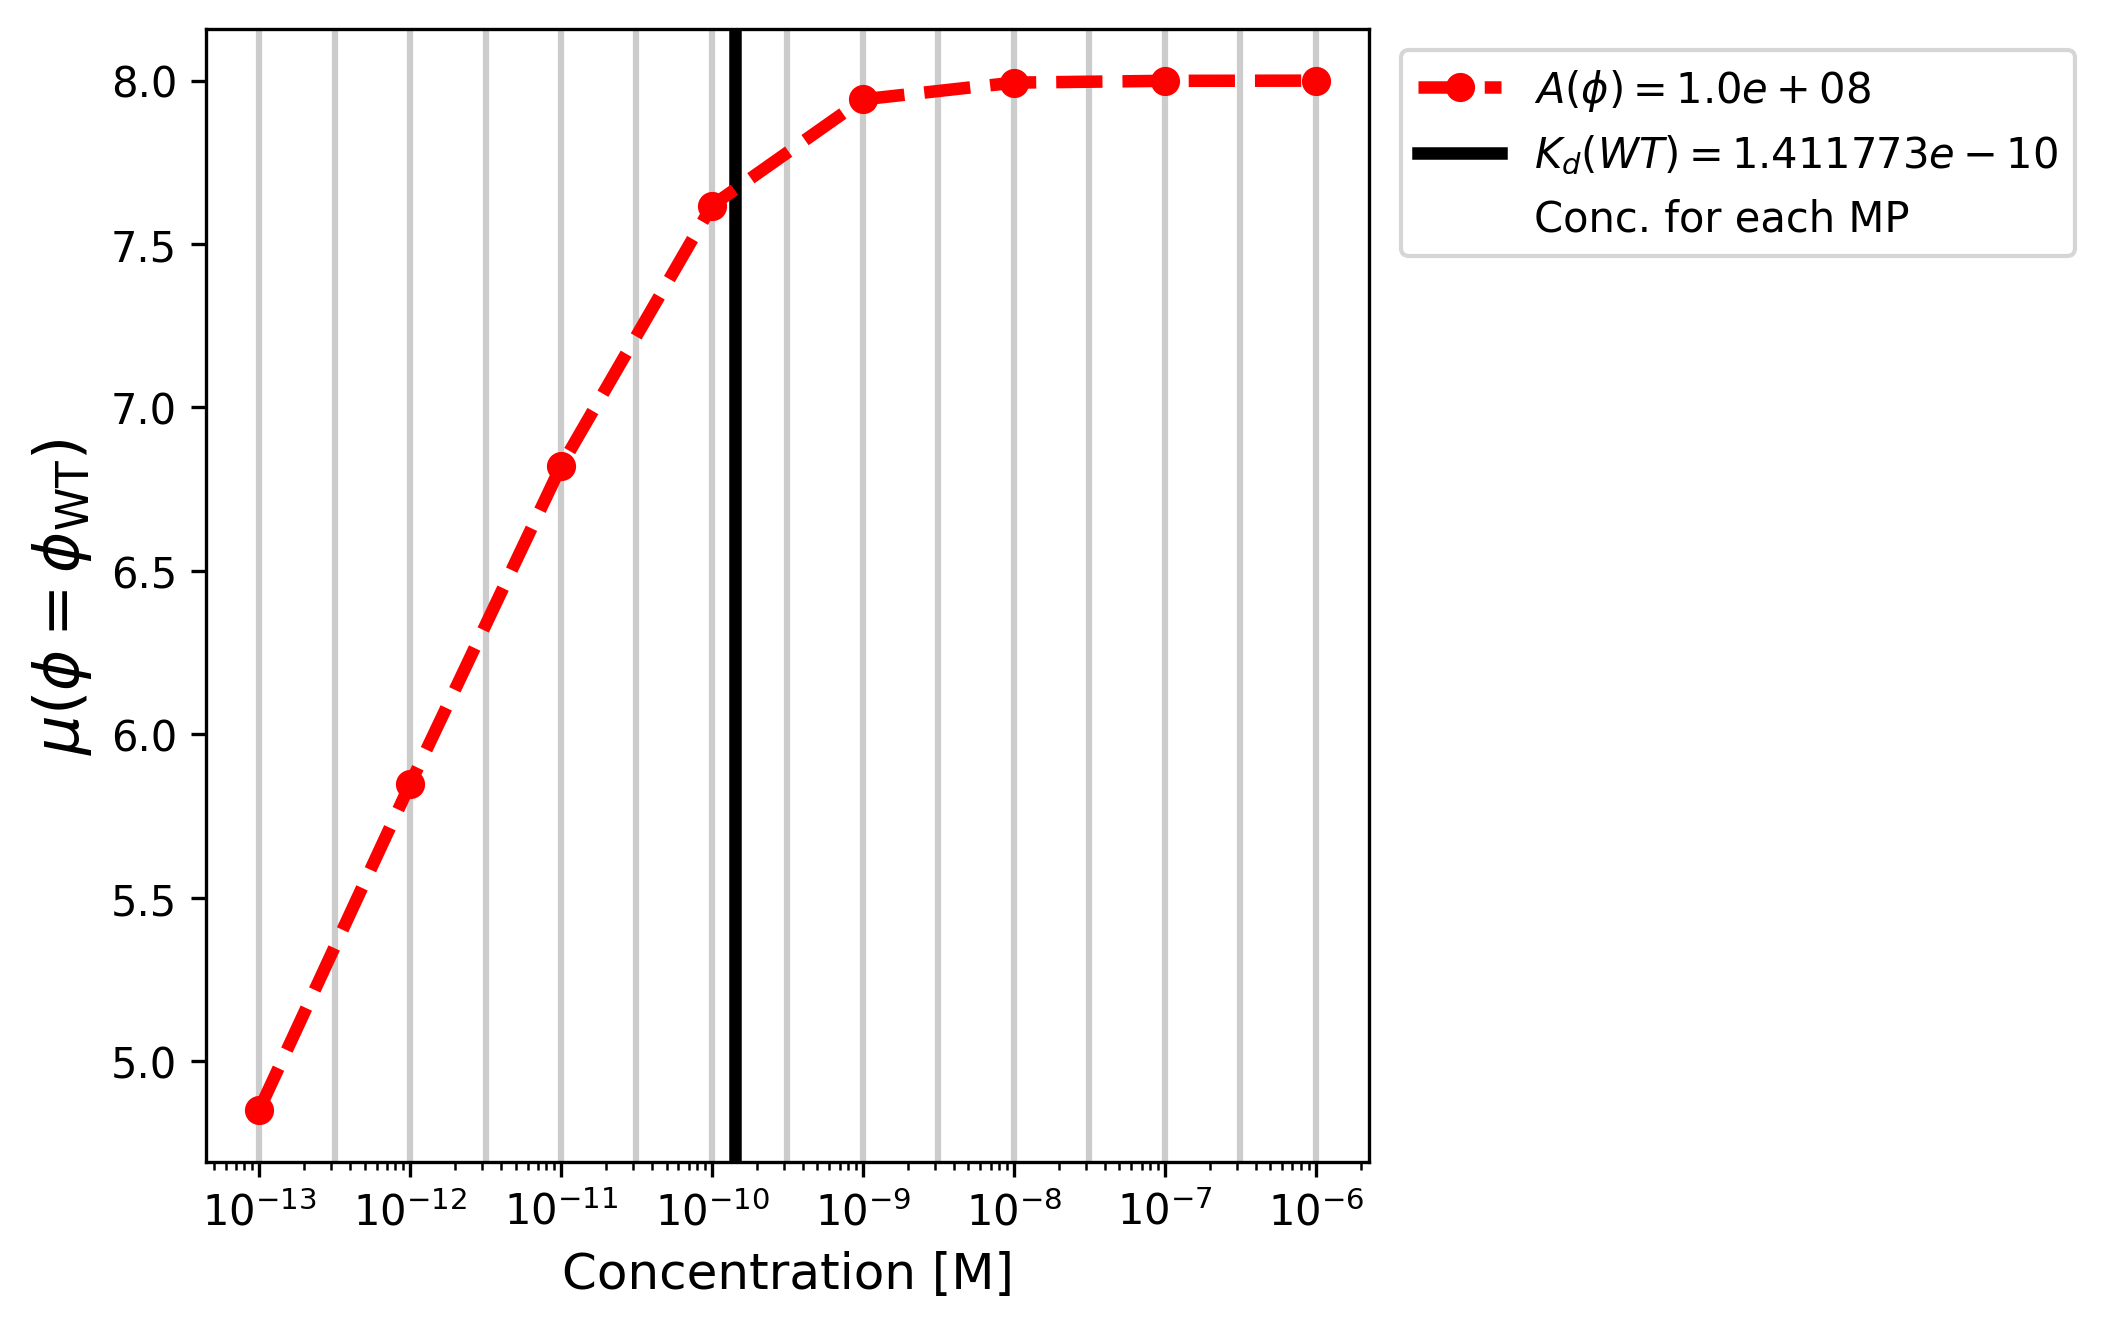 8.0
7.5
7.0
6.5
6.0
5.5
5.0
μ(ϕ = ϕ_WT)
10⁻¹³ 10⁻¹² 10⁻¹¹ 10⁻¹⁰ 10⁻⁹ 10⁻⁸ 10⁻⁷ 10⁻⁶
Concentration [M]
A(ϕ) = 1.0e + 08
K_d(WT) = 1.411773e − 10
Conc. for each MP